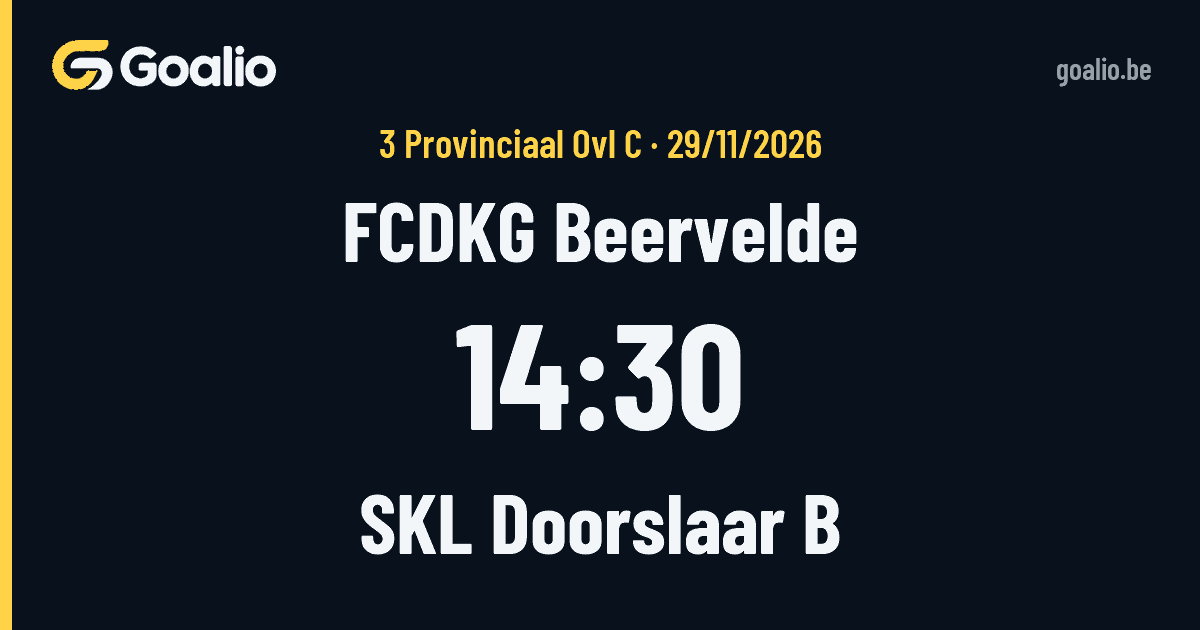 Goalio
goalio.be
3 Provinciaal Ovl C · 29/11/2026
FCDKG Beervelde
14:30
SKL Doorslaar B